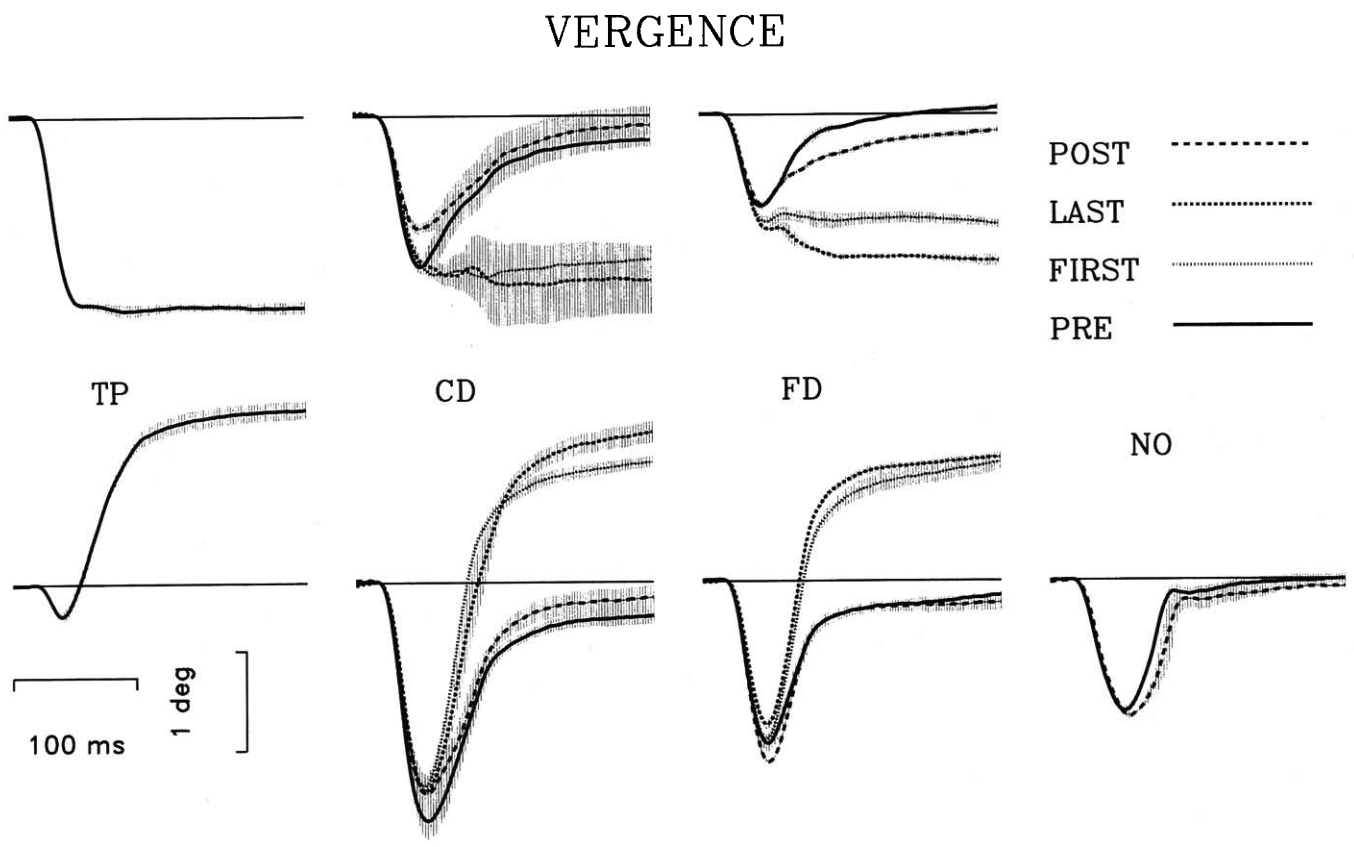 VERGENCE
POST
LAST
FIRST
PRE
TP
CD
FD
NO
100 ms
1 deg